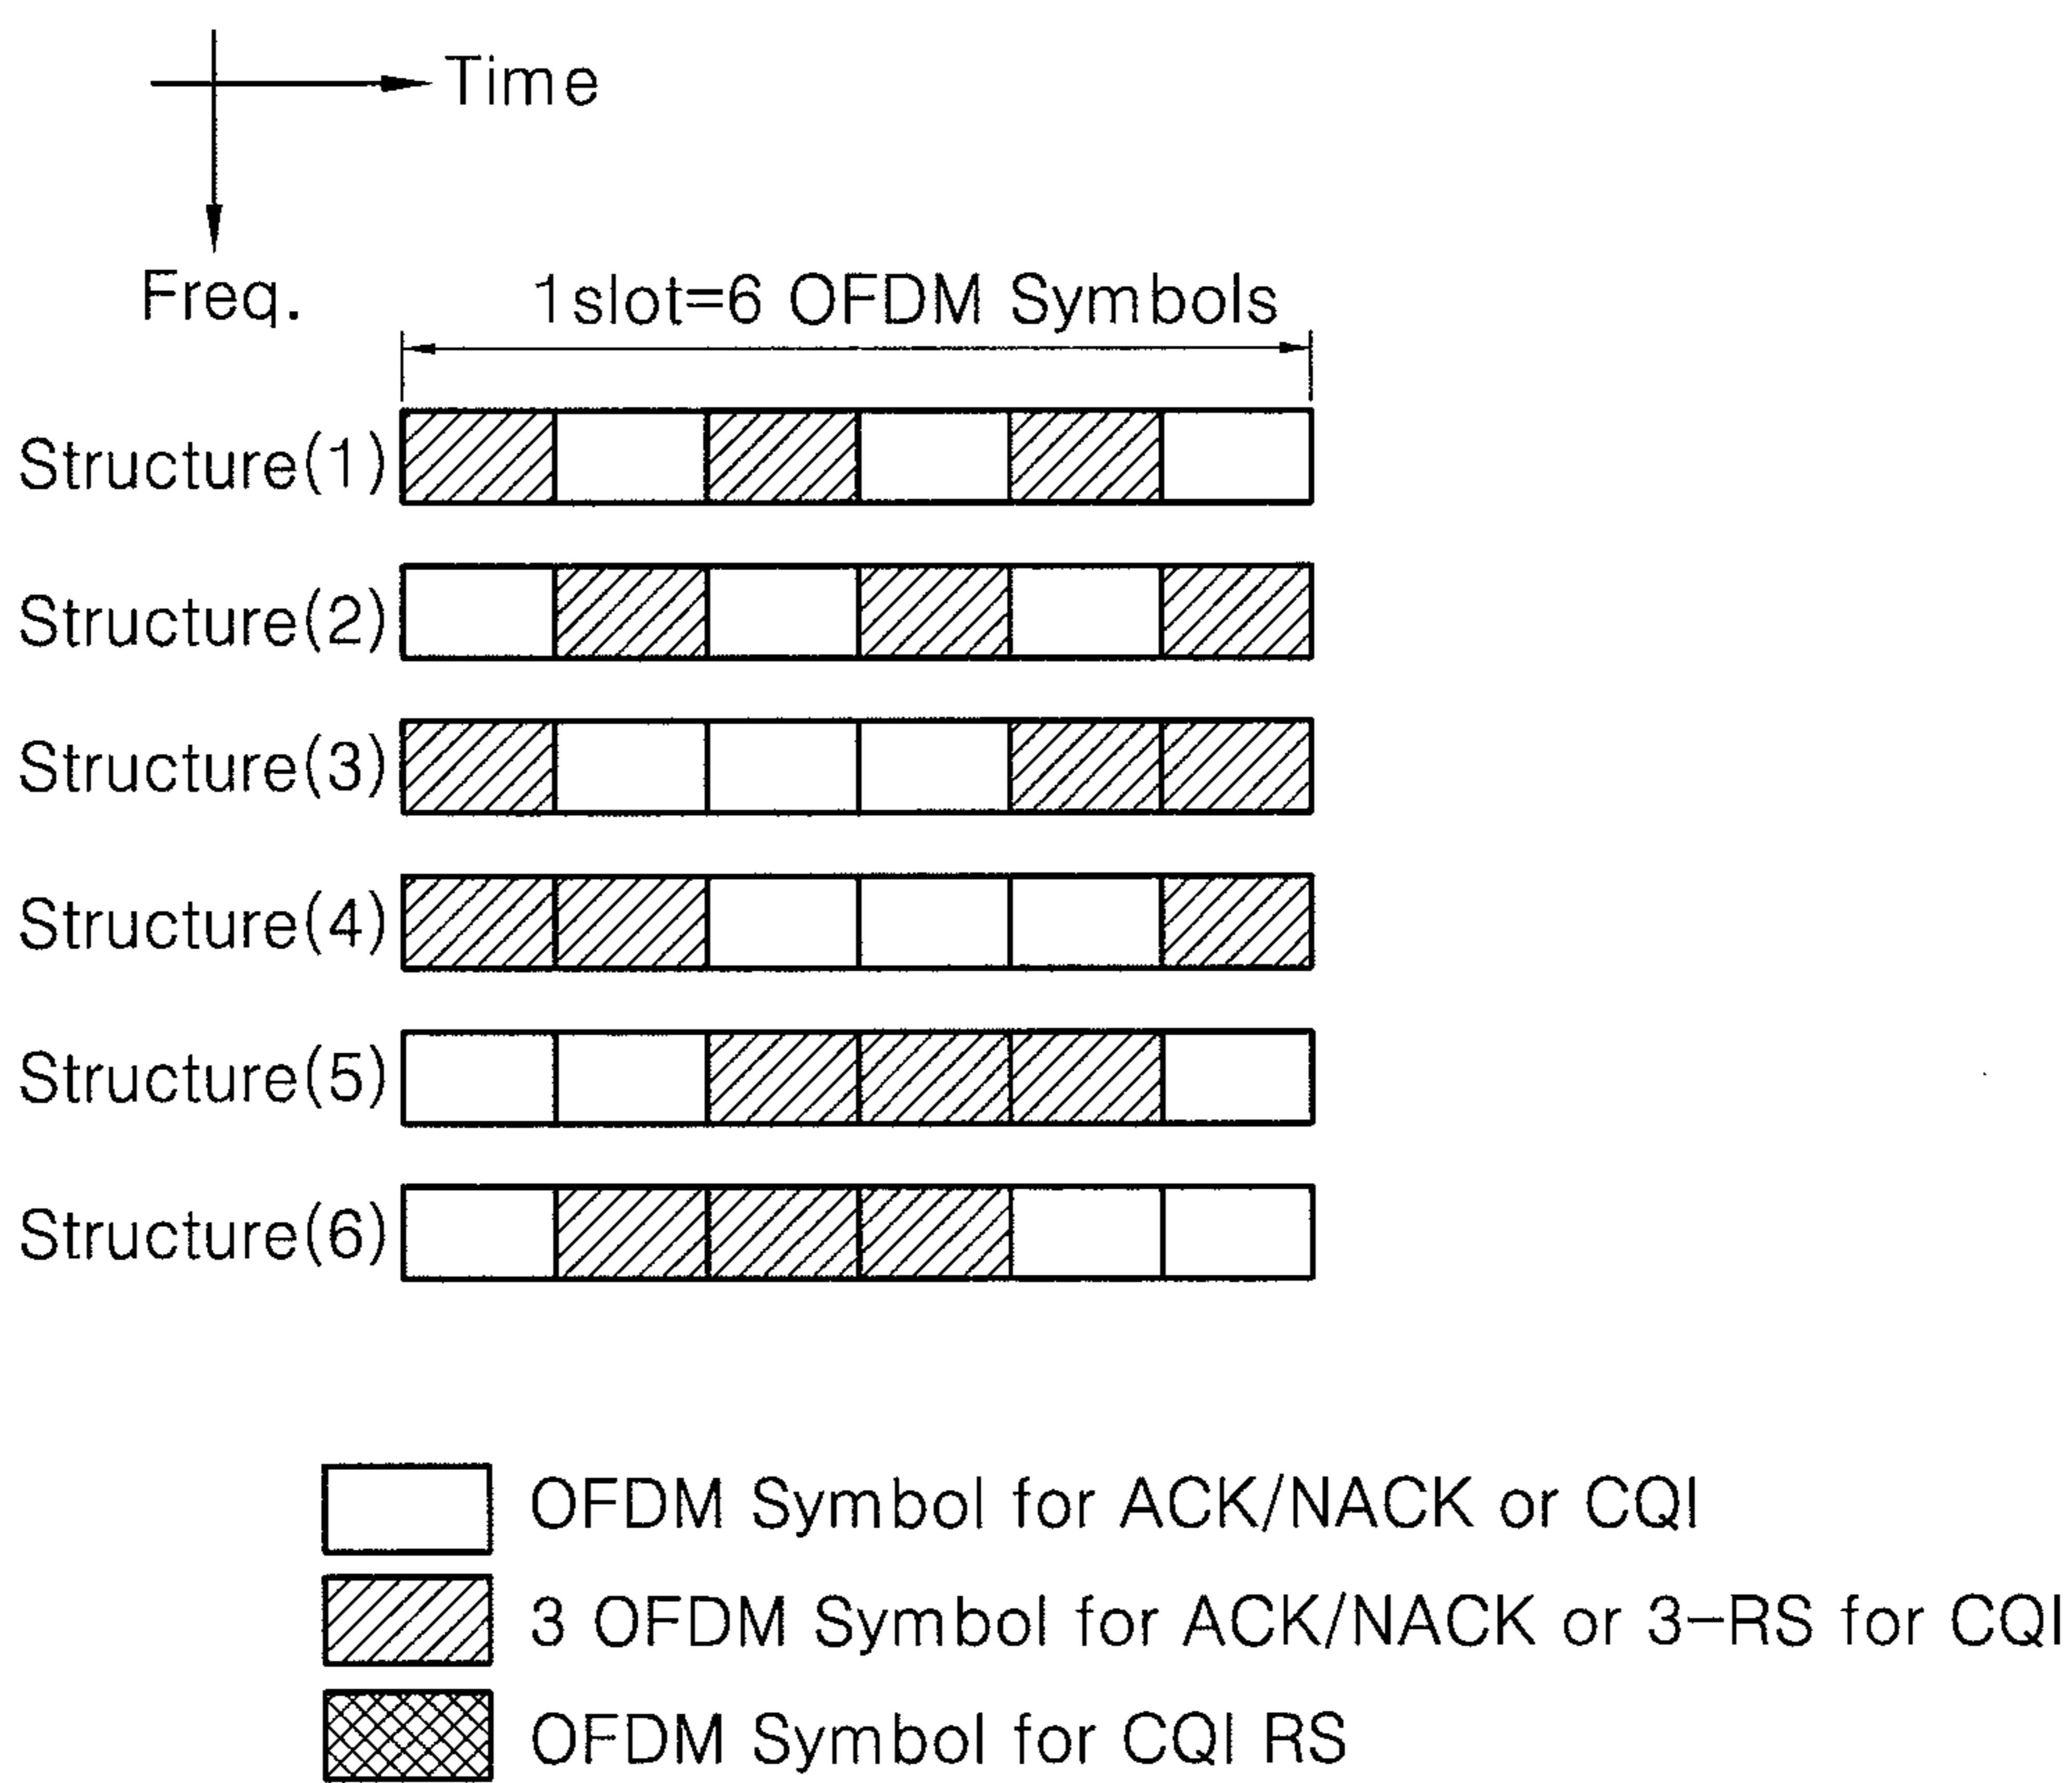 Time
Freq.
1slot=6 OFDM Symbols
Structure(1)
Structure(2)
Structure(3)
Structure(4)
Structure(5)
Structure(6)
OFDM Symbol for ACK/NACK or CQI
3 OFDM Symbol for ACK/NACK or 3-RS for CQI
OFDM Symbol for CQI RS